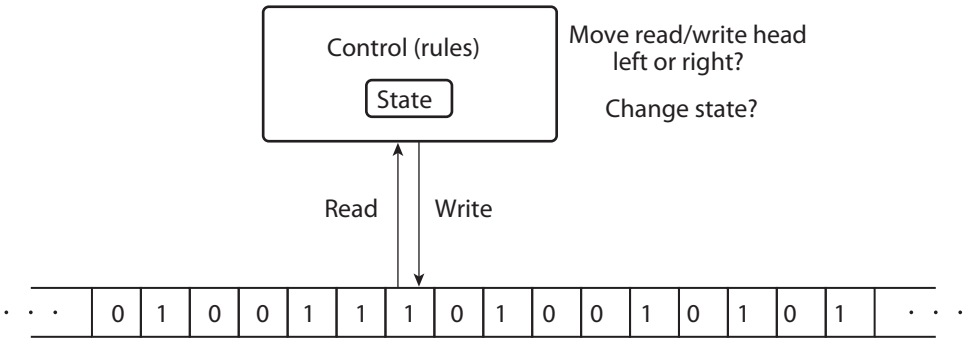 Control (rules)
State
Move read/write head
left or right?
Change state?
Read
Write
· · · 0 1 0 0 1 1 1 0 1 0 0 1 0 1 0 1 · · ·